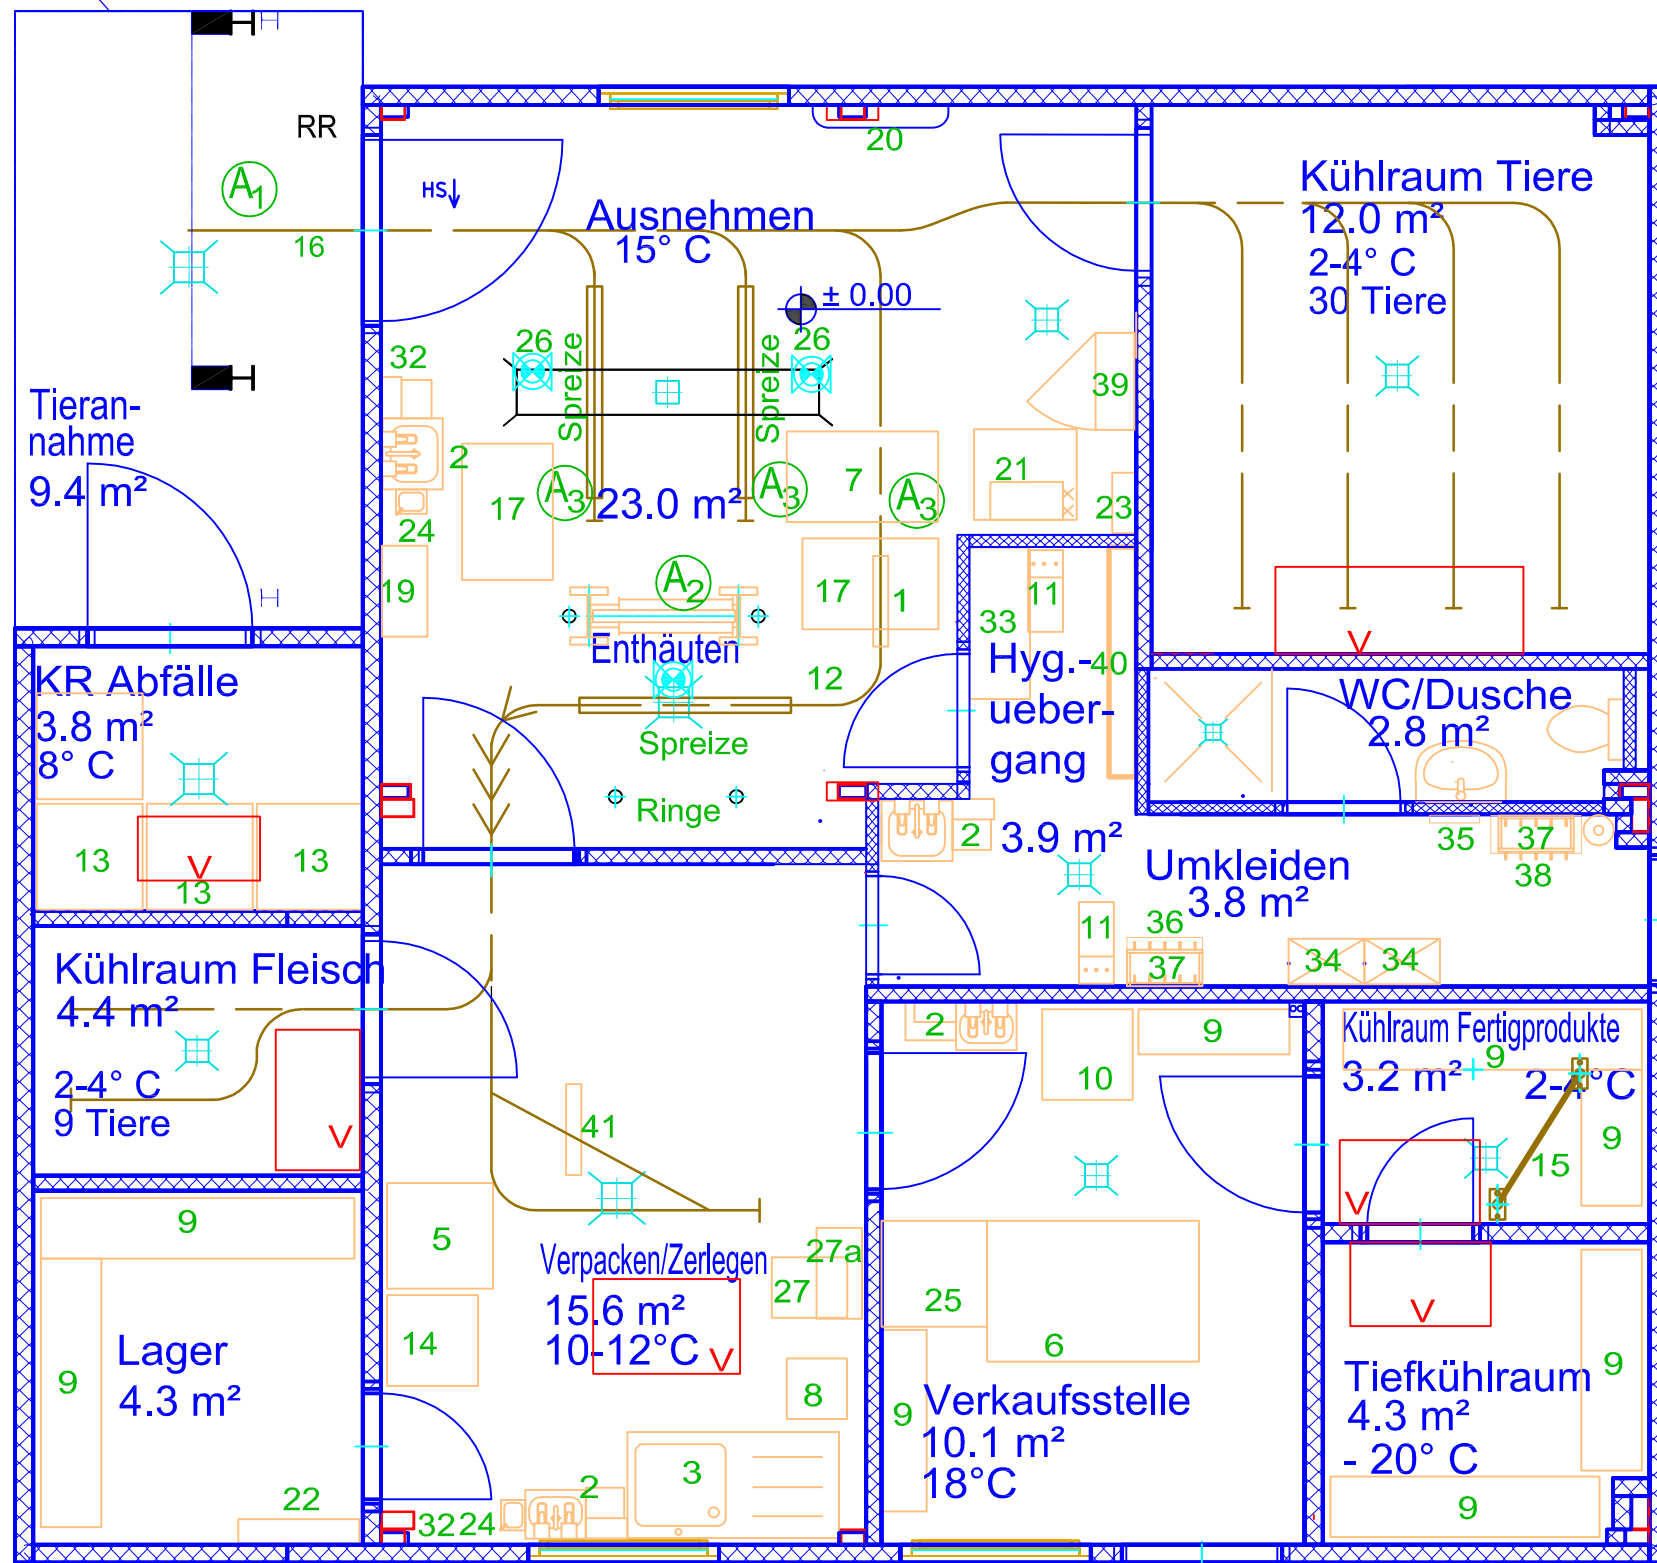 RR
A1
16
Tieran-
nahme
9.4 m²
HS
Ausnehmen
15° C
20
± 0.00
26
26
Spreize
Spreize
32
2
24
17
19
A3
23.0 m²
A3
7
A3
A2
17
1
Enthäuten
12
Spreize
Ringe
39
21
23
Kühlraum Tiere
12.0 m²
2-4° C
30 Tiere
V
33
11
40
Hyg.-
ueber-
gang
2
3.9 m²
WC/Dusche
2.8 m²
35
37
38
Umkleiden
3.8 m²
11
36
37
34
34
KR Abfälle
3.8 m²
8° C
13
13
13
V
Kühlraum Fleisch
4.4 m²
2-4° C
9 Tiere
V
9
9
Lager
4.3 m²
22
41
5
14
Verpacken/Zerlegen
15.6 m²
10-12°C
V
27a
27
8
3
2
32
24
2
10
9
25
6
9
Verkaufsstelle
10.1 m²
18°C
Kühlraum Fertigprodukte
9
3.2 m²
2-4°C
9
15
V
V
9
Tiefkühlraum
4.3 m²
- 20° C
9